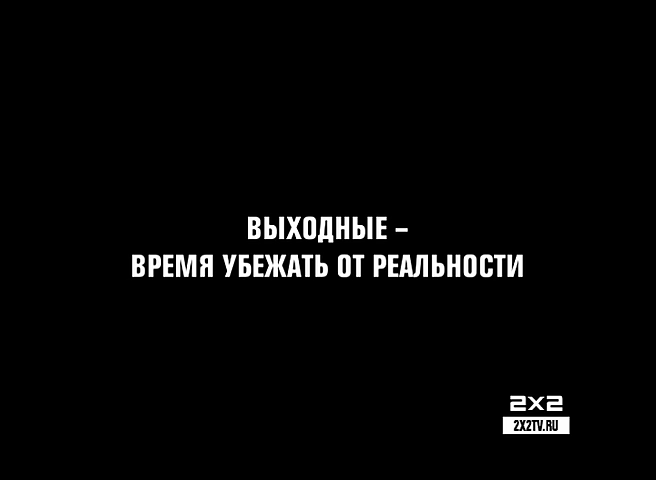 ВЫХОДНЫЕ –
ВРЕМЯ УБЕЖАТЬ ОТ РЕАЛЬНОСТИ
2X2
2X2TV.RU